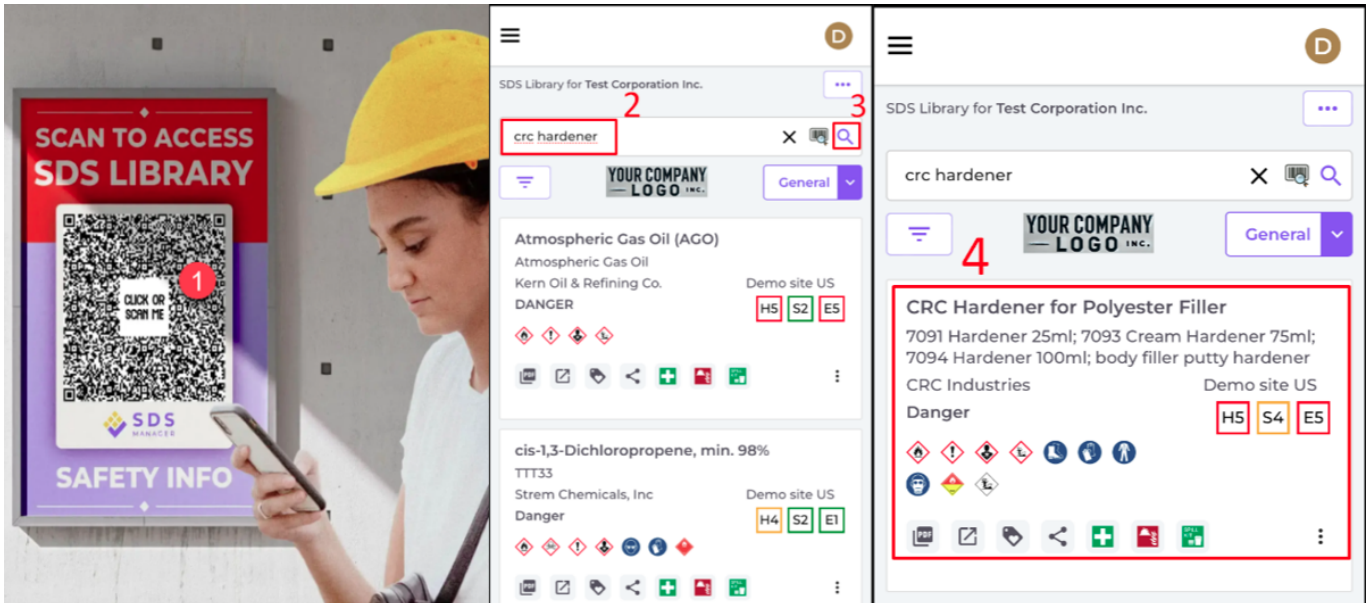 SCAN TO ACCESS
SDS LIBRARY
1
CLICK OR
SCAN ME
SDS
MANAGER
SAFETY INFO
D
SDS Library for Test Corporation Inc.
2
3
crc hardener
YOUR COMPANY
LOGO INC.
General
Atmospheric Gas Oil (AGO)
Atmospheric Gas Oil
Kern Oil & Refining Co.
Demo site US
DANGER
H5 S2 E5
PDF
cis-1,3-Dichloropropene, min. 98%
TTT33
Strem Chemicals, Inc
Demo site US
Danger
H4 S2 E1
PDF
D
SDS Library for Test Corporation Inc.
crc hardener
YOUR COMPANY
LOGO INC.
General
4
CRC Hardener for Polyester Filler
7091 Hardener 25ml; 7093 Cream Hardener 75ml;
7094 Hardener 100ml; body filler putty hardener
CRC Industries
Demo site US
Danger
H5 S4 E5
PDF